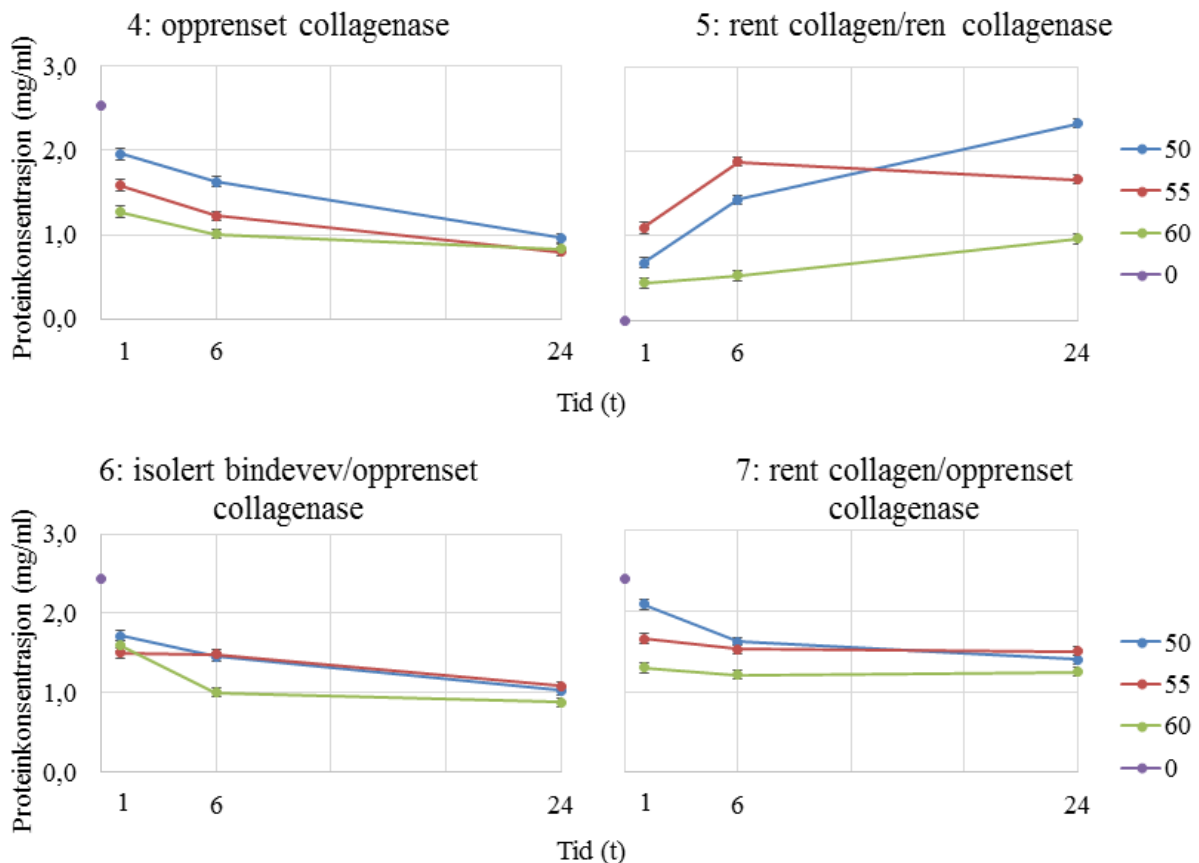 4: opprenset collagenase
5: rent collagen/ren collagenase
Proteinkonsentrasjon (mg/ml)
3,0
2,0
1,0
0,0
1 6 24
1 6 24
50
55
60
0
Tid (t)
6: isolert bindevev/opprenset
collagenase
7: rent collagen/opprenset
collagenase
Proteinkonsentrasjon (mg/ml)
3,0
2,0
1,0
0,0
1 6 24
1 6 24
50
55
60
0
Tid (t)